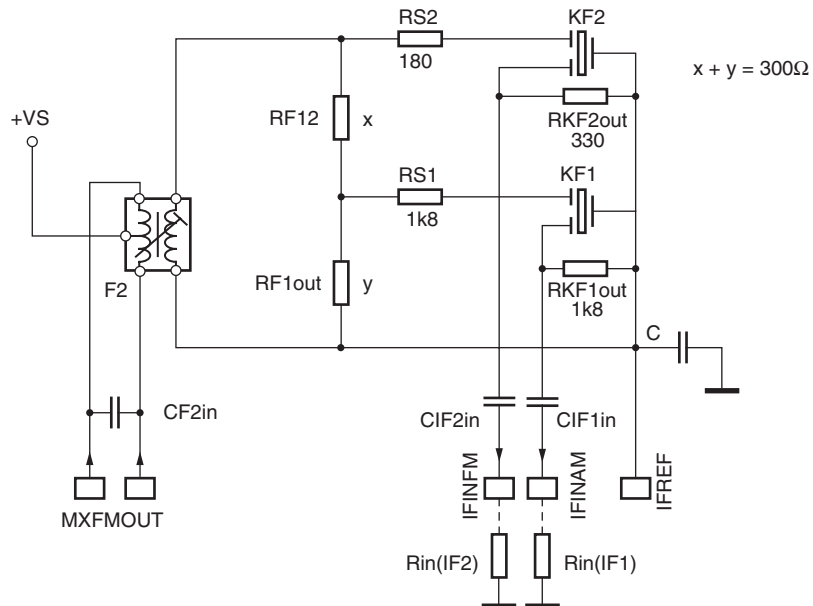 RS2
KF2
180
x + y = 300Ω
+VS
RF12
x
RKF2out
330
RS1
KF1
1k8
F2
RF1out
y
RKF1out
1k8
C
CF2in
CIF2in
CIF1in
IFINFM
IFINAM
IFREF
MXFMOUT
Rin(IF2)
Rin(IF1)